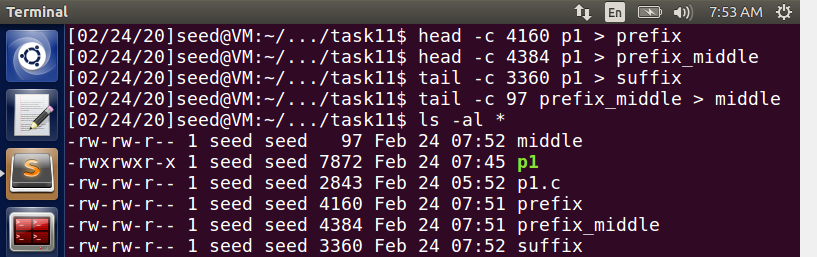 Terminal En 7:53 AM
[02/24/20]seed@VM:~/.../task11$ head -c 4160 p1 > prefix
[02/24/20]seed@VM:~/.../task11$ head -c 4384 p1 > prefix_middle
[02/24/20]seed@VM:~/.../task11$ tail -c 3360 p1 > suffix
[02/24/20]seed@VM:~/.../task11$ tail -c 97 prefix_middle > middle
[02/24/20]seed@VM:~/.../task11$ ls -al *
-rw-rw-r-- 1 seed seed   97 Feb 24 07:52 middle
-rwxrwxr-x 1 seed seed 7872 Feb 24 07:45 p1
-rw-rw-r-- 1 seed seed 2843 Feb 24 05:52 p1.c
-rw-rw-r-- 1 seed seed 4160 Feb 24 07:51 prefix
-rw-rw-r-- 1 seed seed 4384 Feb 24 07:51 prefix_middle
-rw-rw-r-- 1 seed seed 3360 Feb 24 07:52 suffix